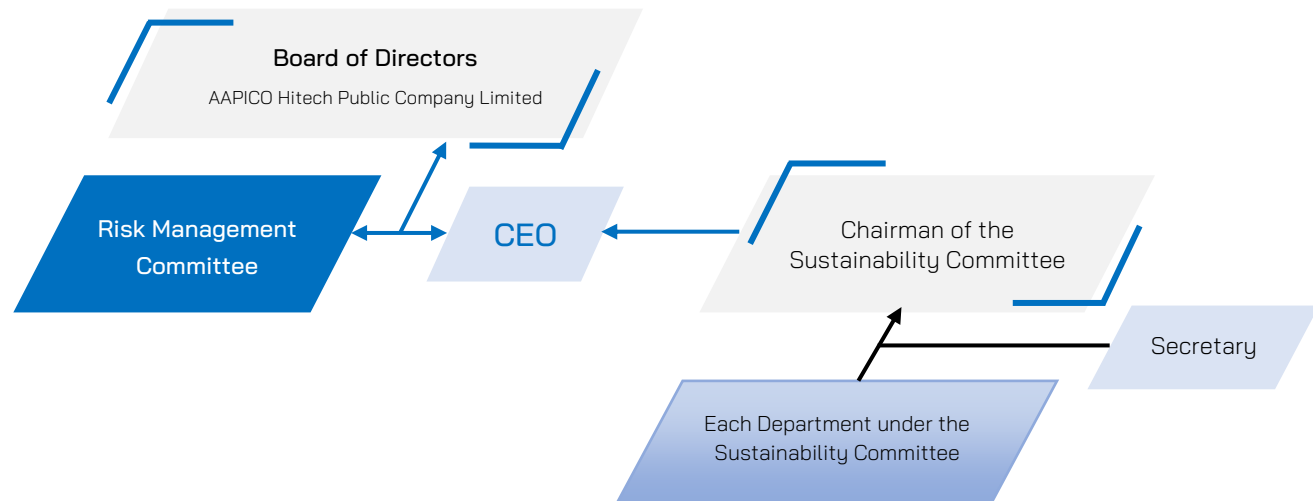 Board of Directors
AAPICO Hitech Public Company Limited
Risk Management
Committee
CEO
Chairman of the
Sustainability Committee
Secretary
Each Department under the
Sustainability Committee